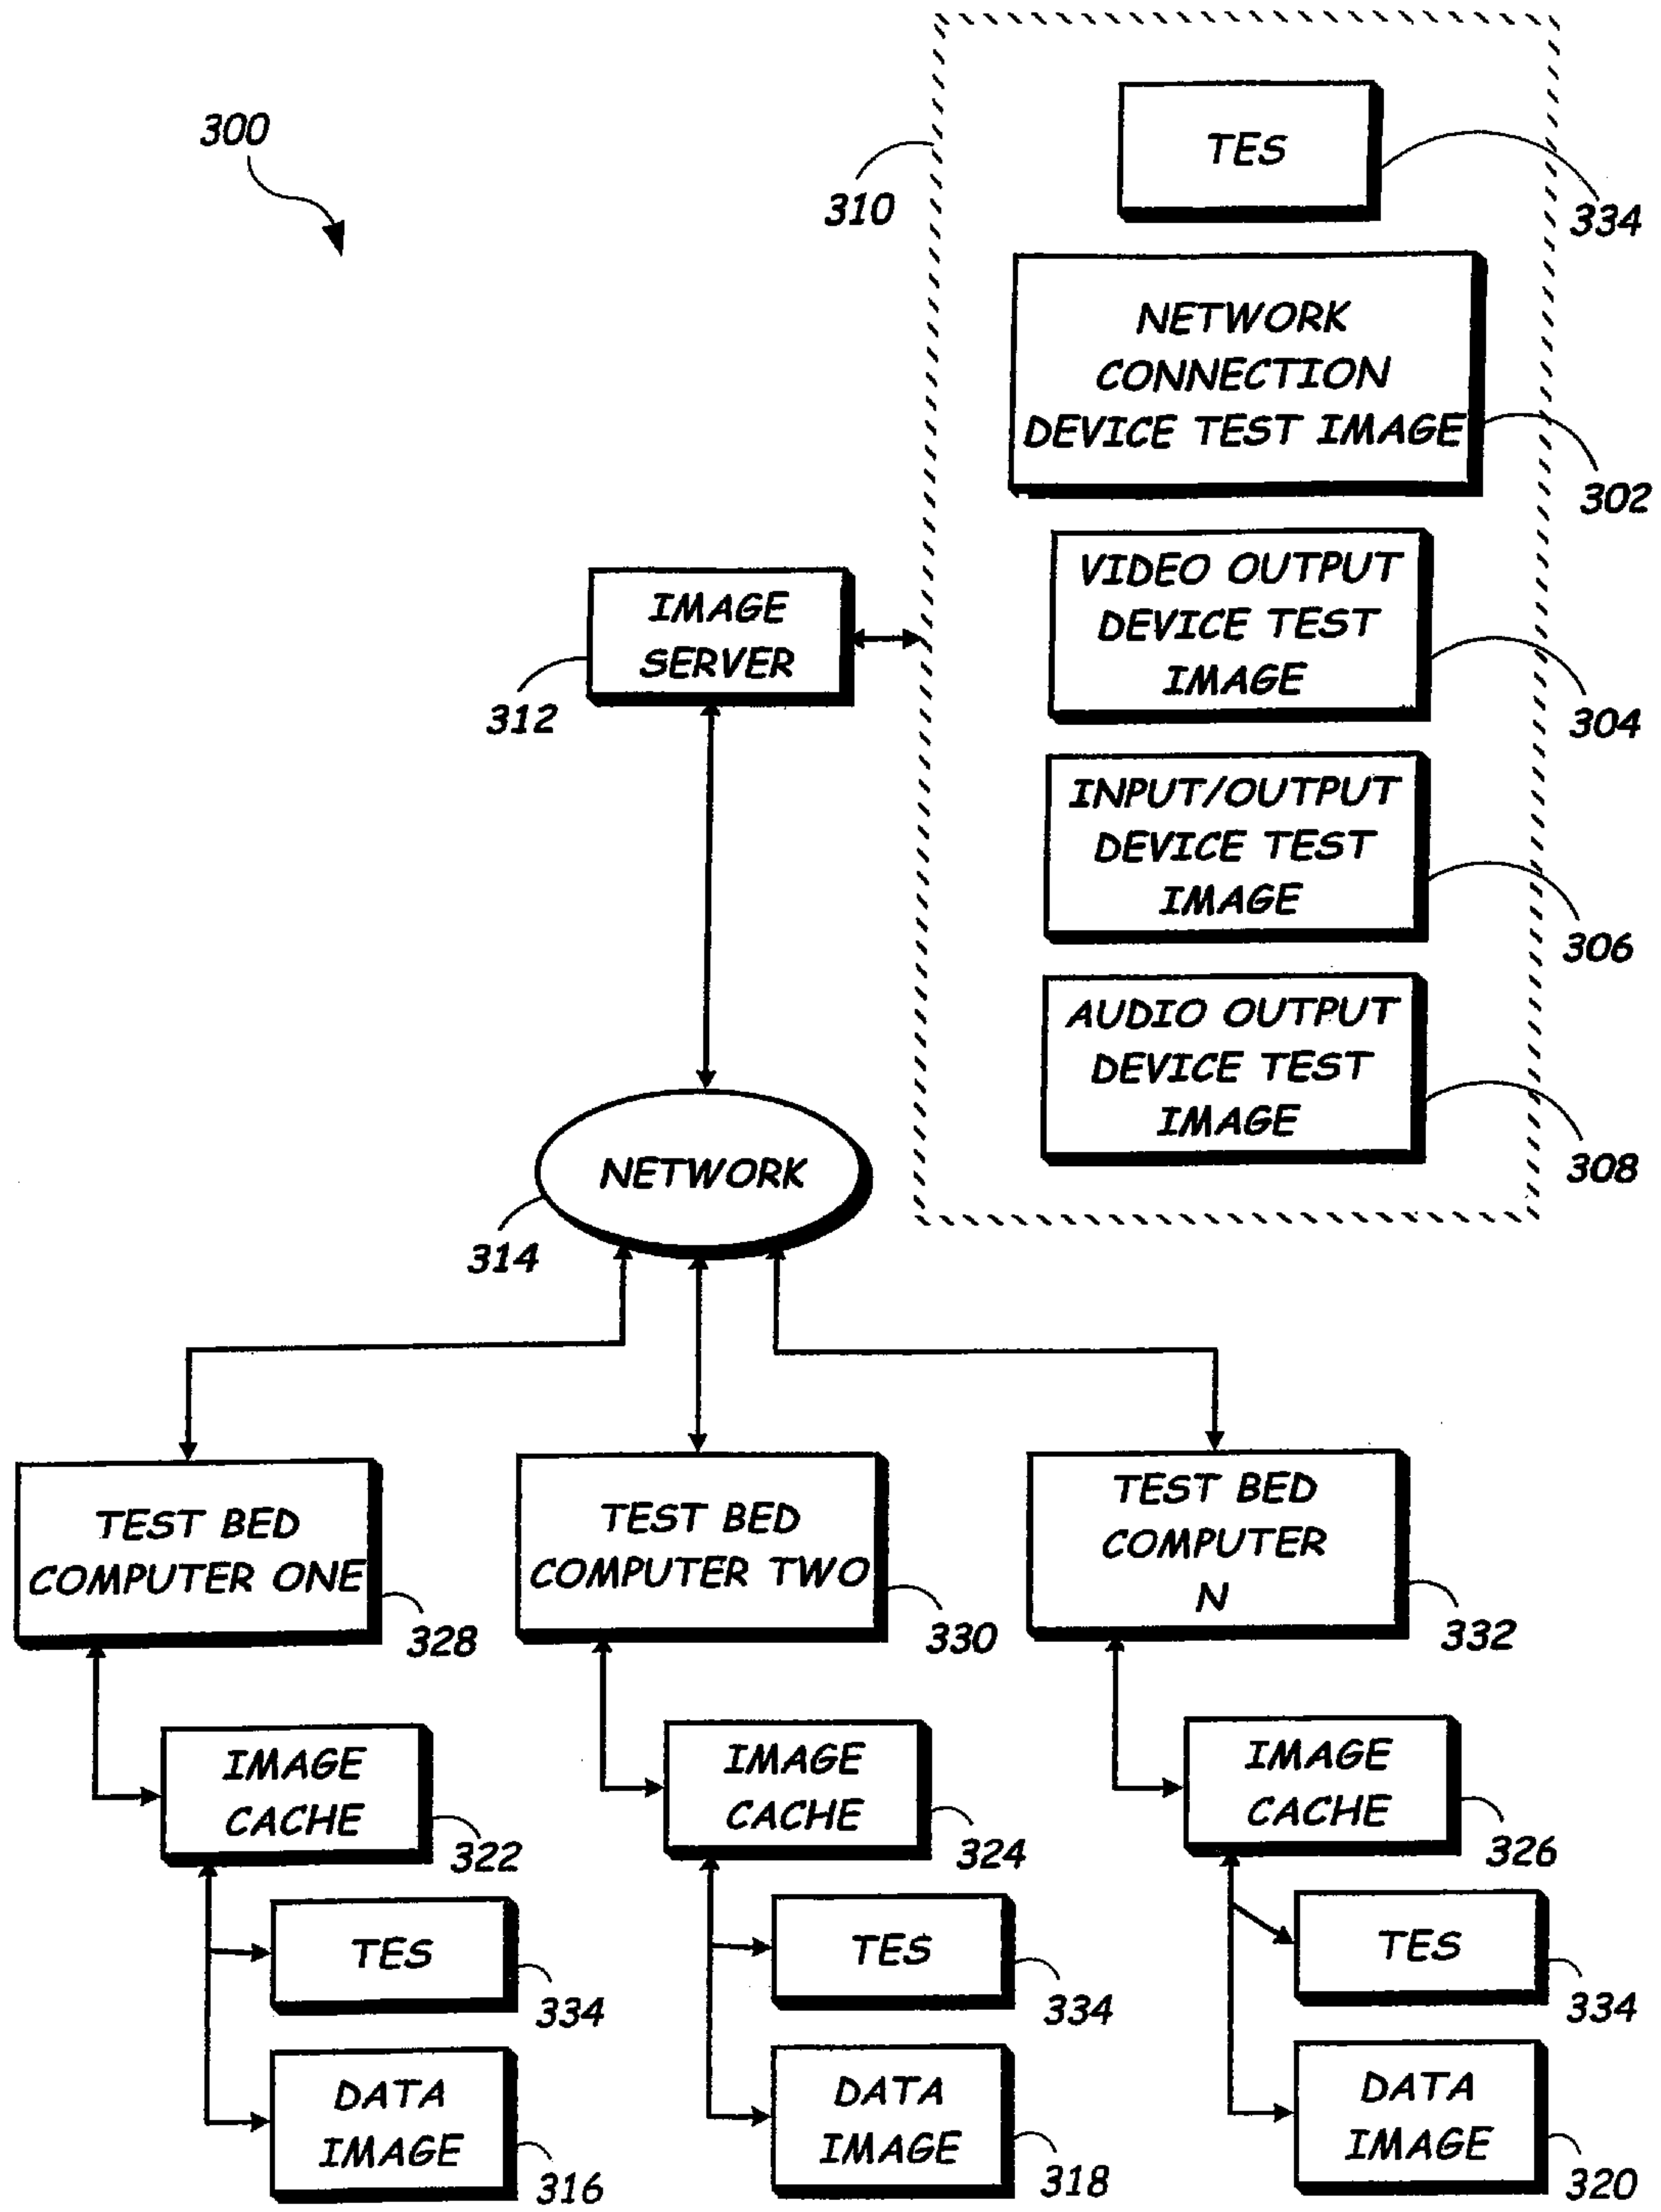 300
310
TES
334
NETWORK
CONNECTION
DEVICE TEST IMAGE
302
VIDEO OUTPUT
DEVICE TEST
IMAGE
304
IMAGE
SERVER
312
INPUT/OUTPUT
DEVICE TEST
IMAGE
306
AUDIO OUTPUT
DEVICE TEST
IMAGE
308
NETWORK
314
TEST BED
COMPUTER ONE
328
TEST BED
COMPUTER TWO
330
TEST BED
COMPUTER
N
332
IMAGE
CACHE
322
IMAGE
CACHE
324
IMAGE
CACHE
326
TES
334
TES
334
TES
334
DATA
IMAGE
316
DATA
IMAGE
318
DATA
IMAGE
320